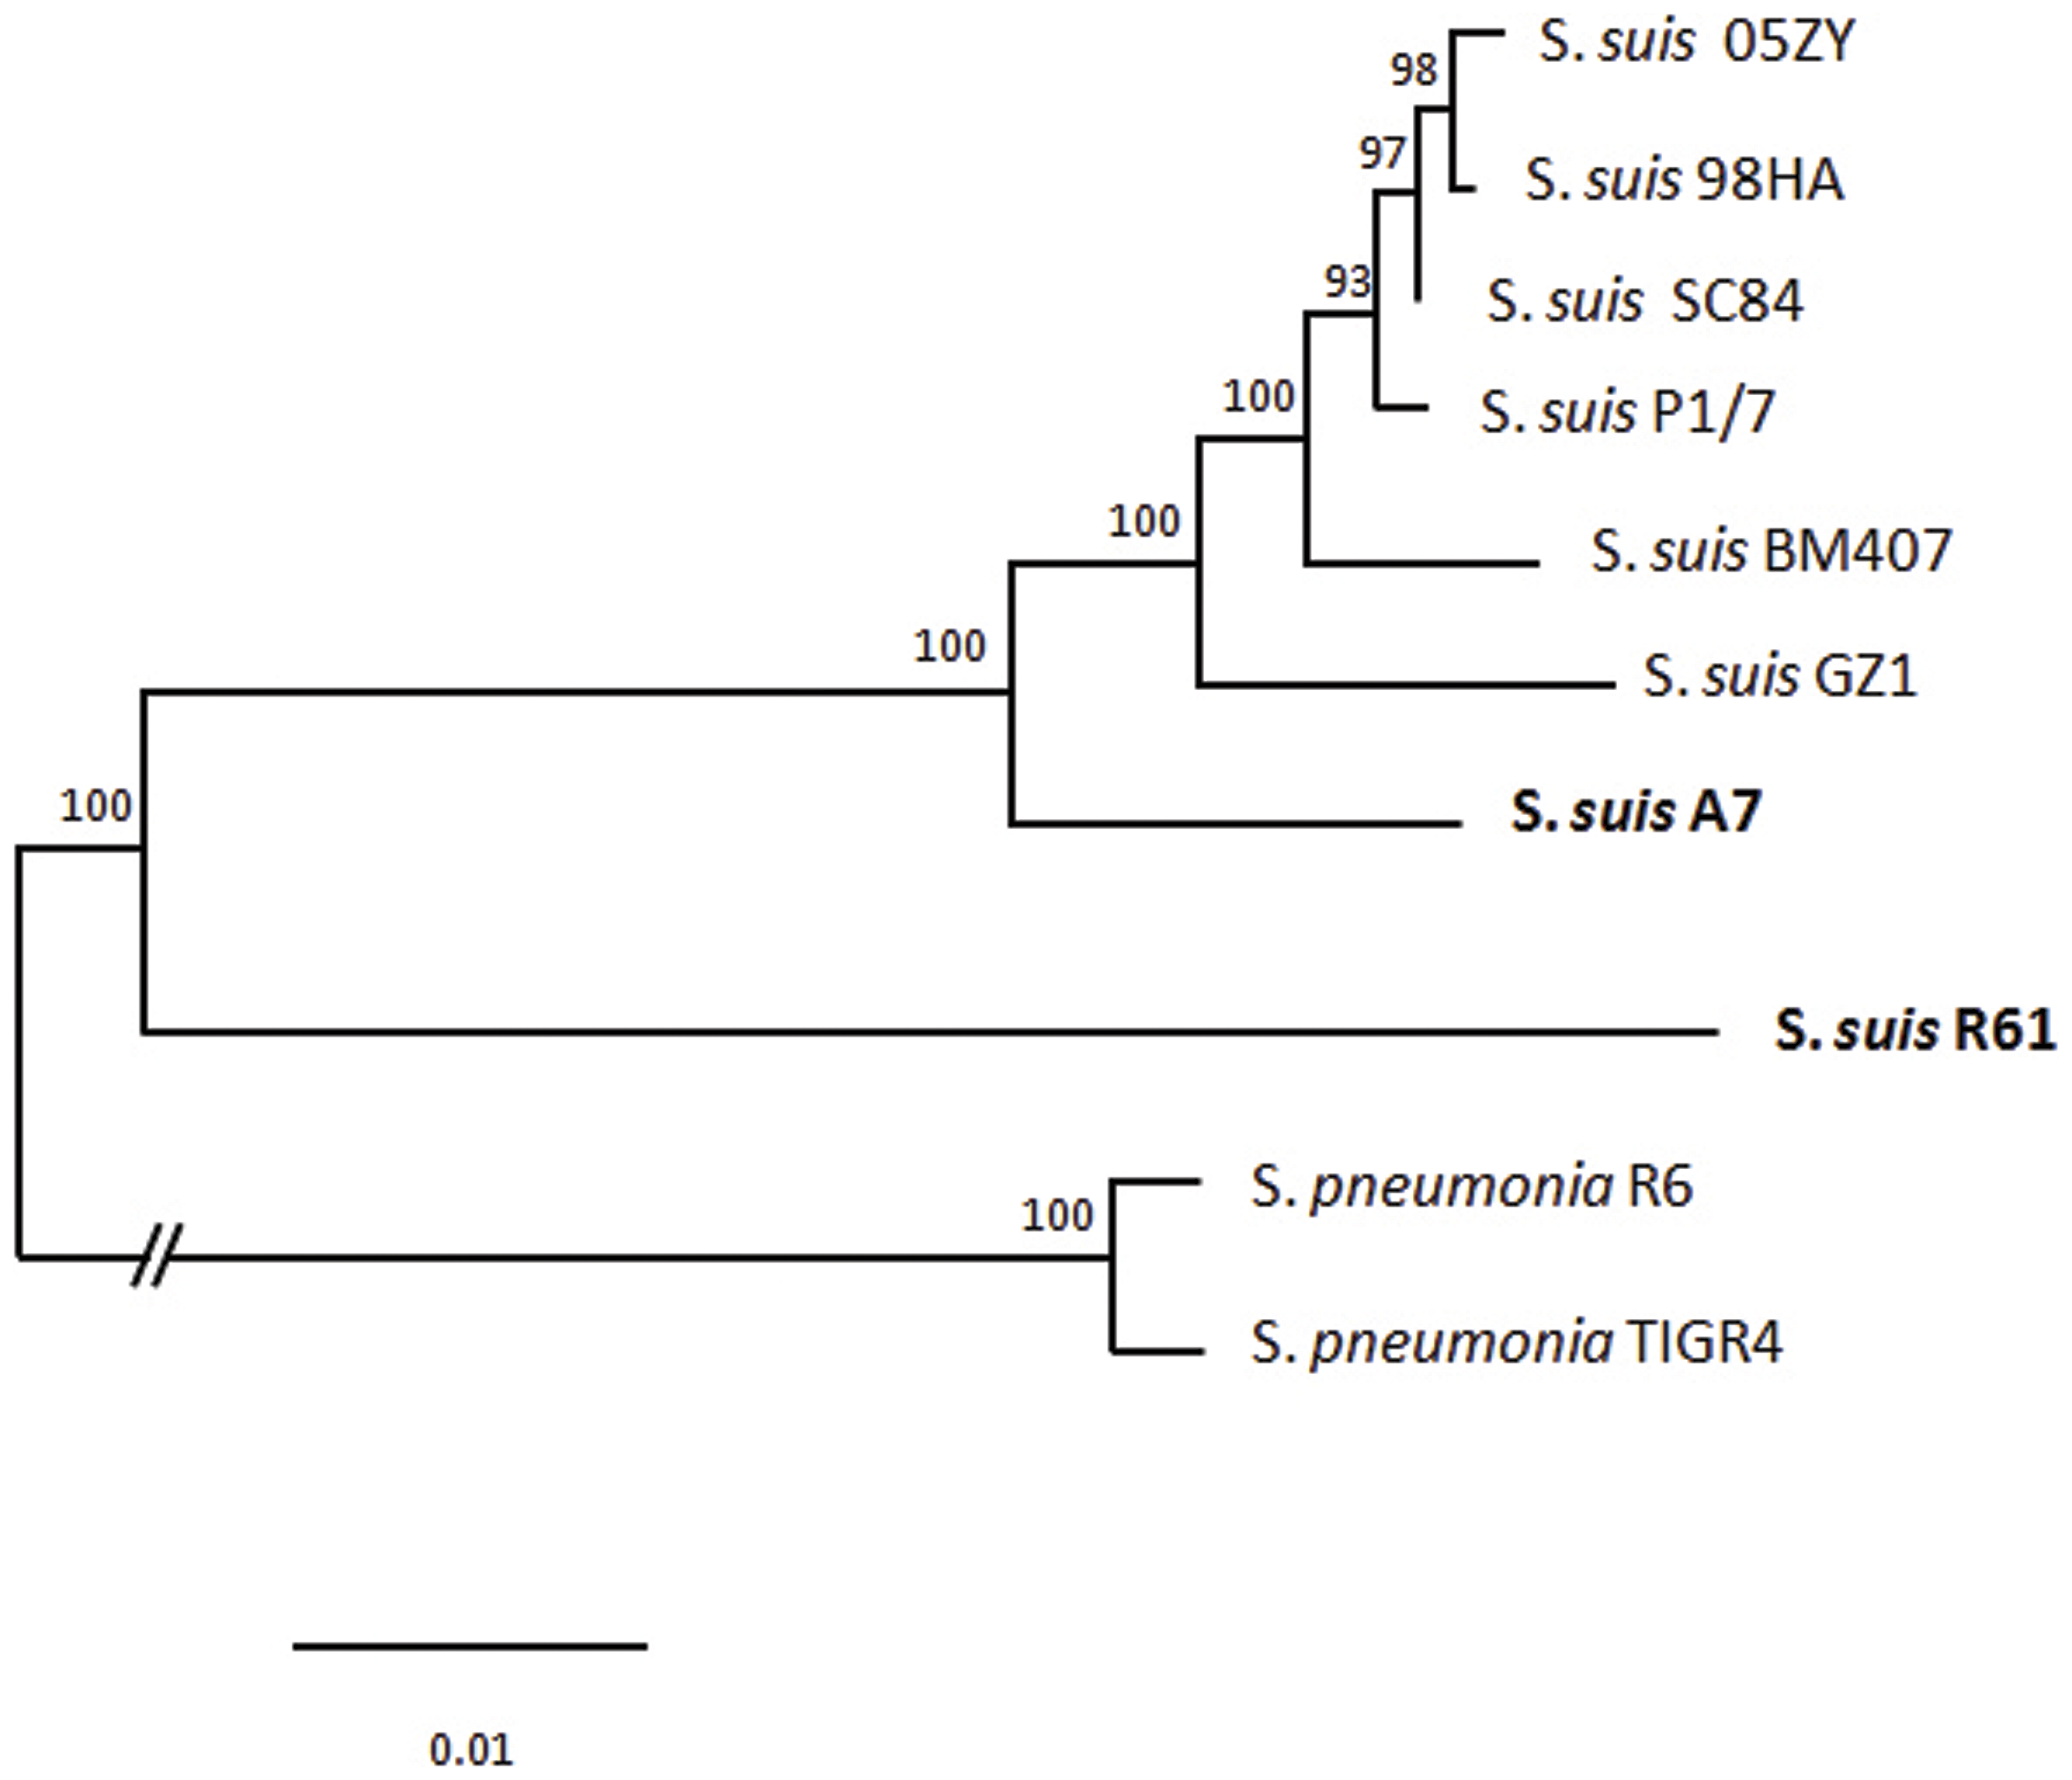 S. suis 05ZY
98
97
S. suis 98HA
93
S. suis SC84
100
S. suis P1/7
100
S. suis BM407
100
S. suis GZ1
100
S. suis A7
S. suis R61
S. pneumonia R6
100
S. pneumonia TIGR4
0.01